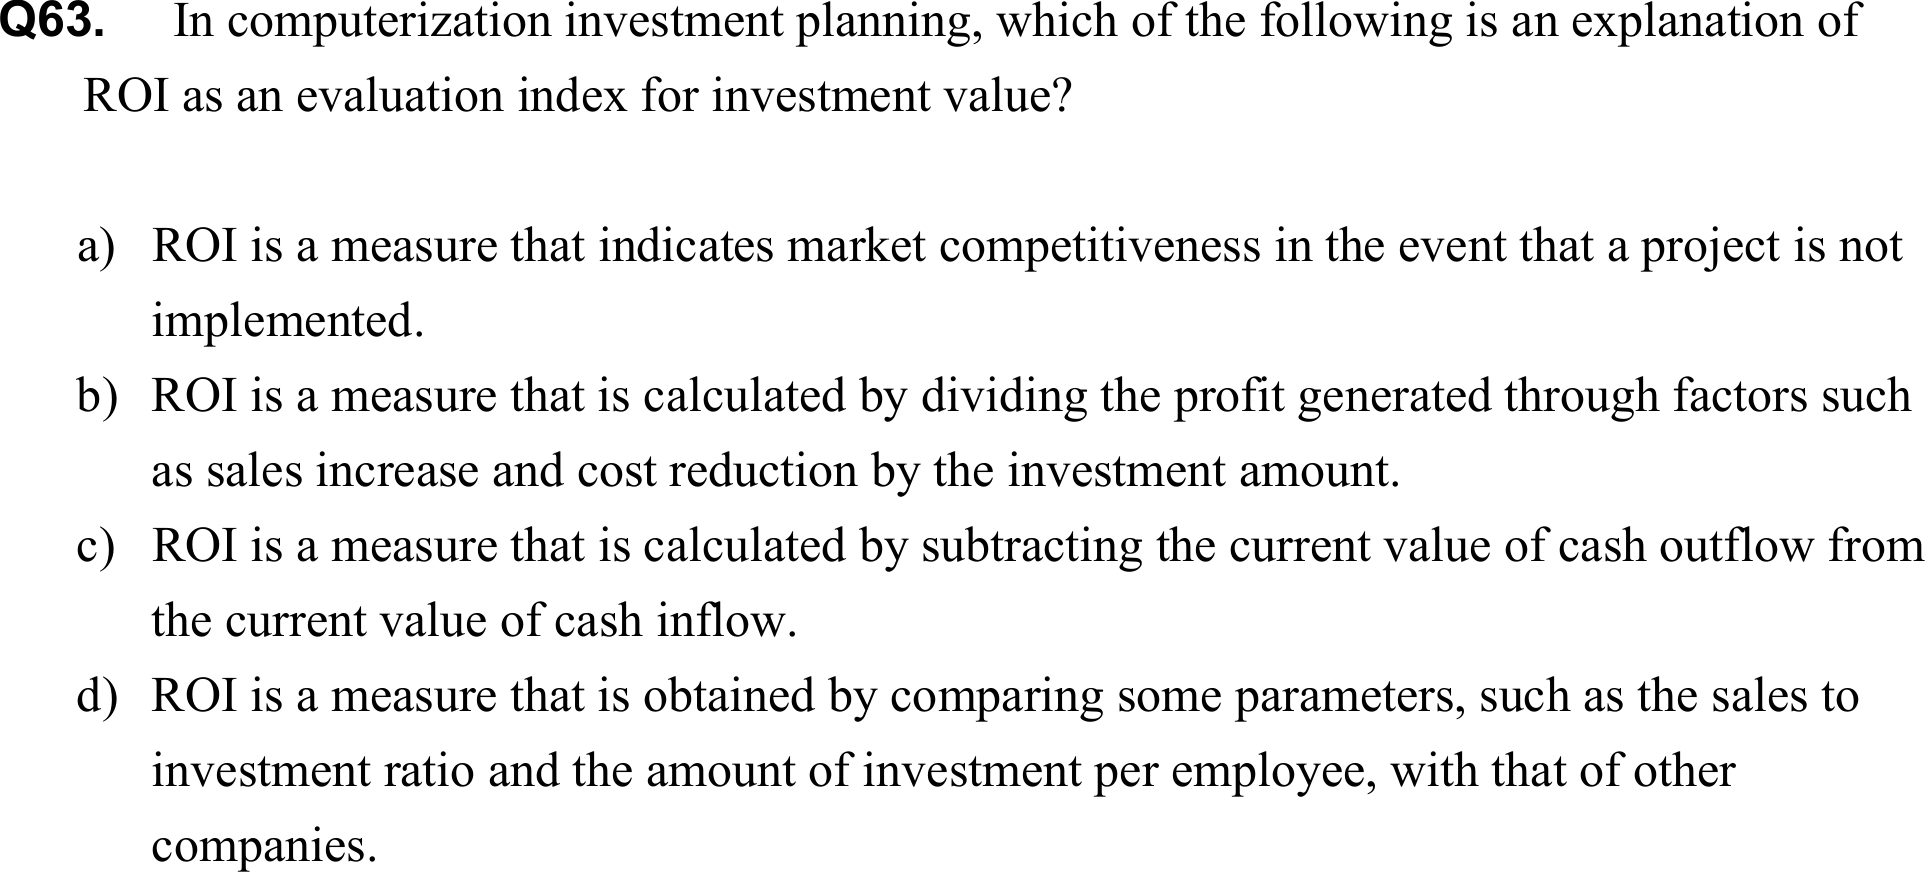 Q63. In computerization investment planning, which of the following is an explanation of
ROI as an evaluation index for investment value?
a) ROI is a measure that indicates market competitiveness in the event that a project is not
implemented.
b) ROI is a measure that is calculated by dividing the profit generated through factors such
as sales increase and cost reduction by the investment amount.
c) ROI is a measure that is calculated by subtracting the current value of cash outflow from
the current value of cash inflow.
d) ROI is a measure that is obtained by comparing some parameters, such as the sales to
investment ratio and the amount of investment per employee, with that of other
companies.